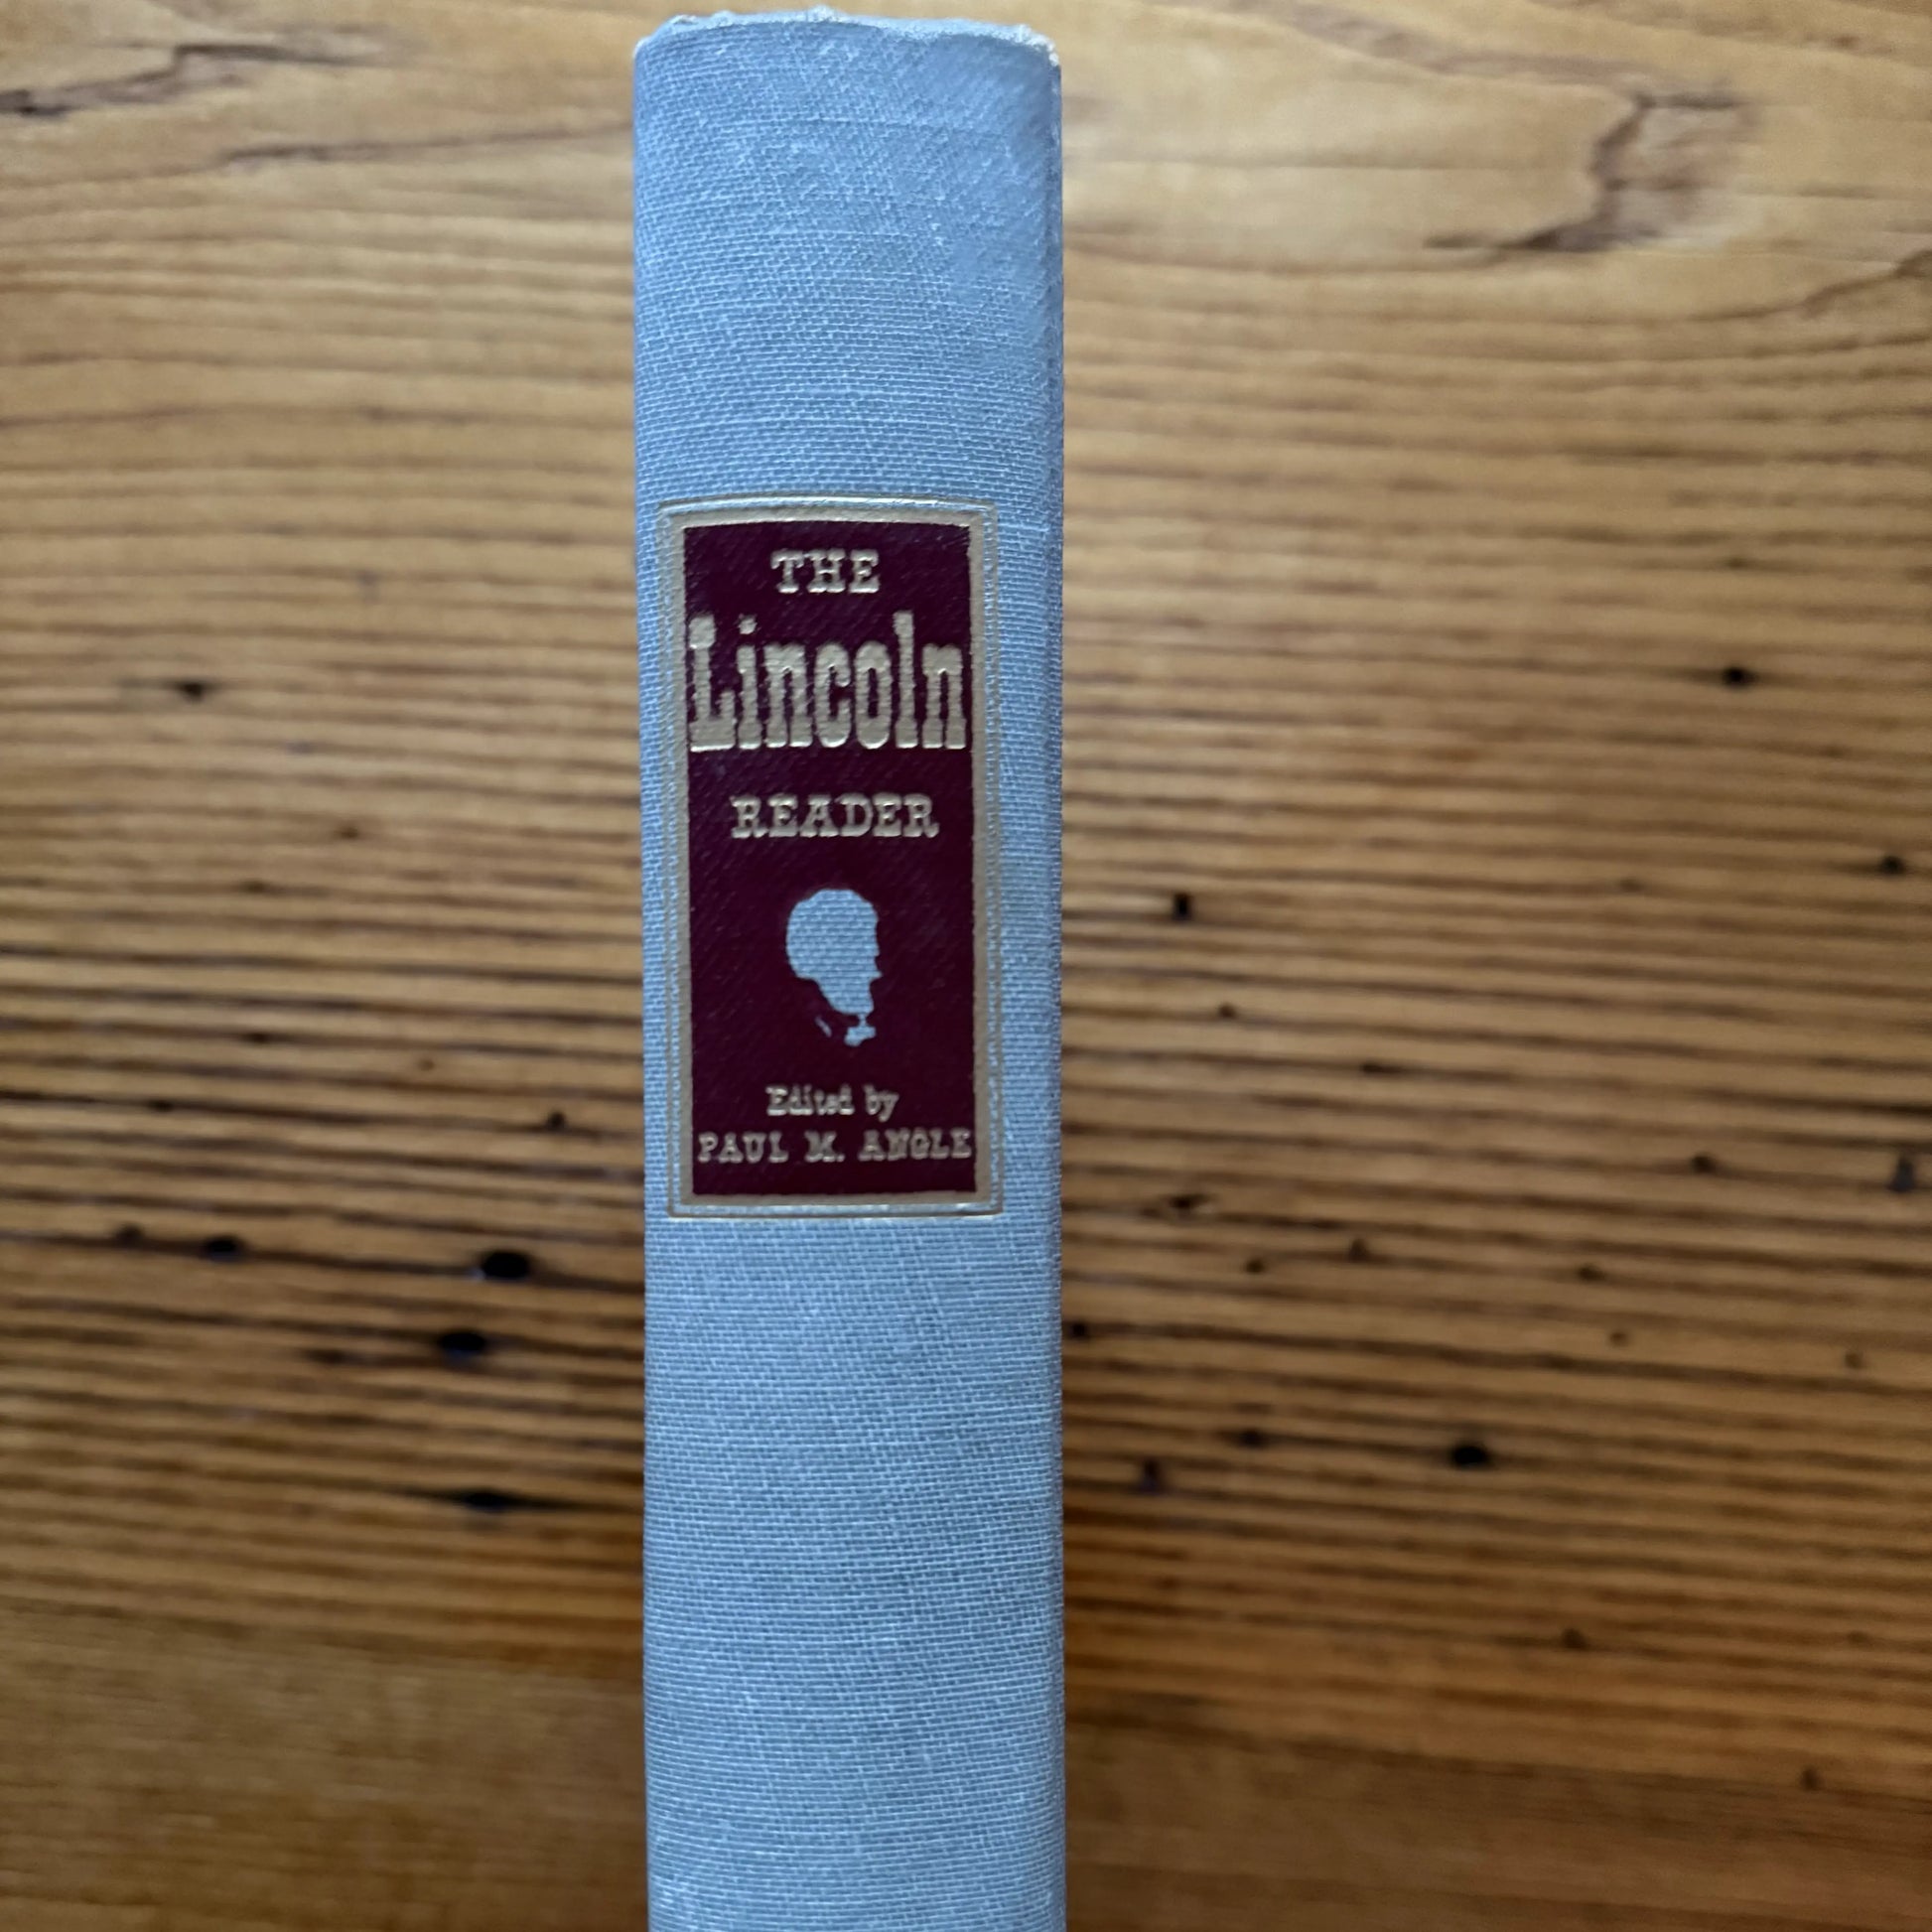 THE
Lincoln
READER
Edited by
PAUL M. ANGLE